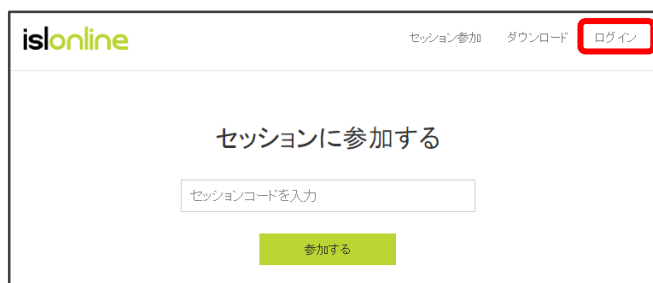 islonline
セッション参加 ダウンロード ログイン
セッションに参加する
セッションコードを入力
参加する